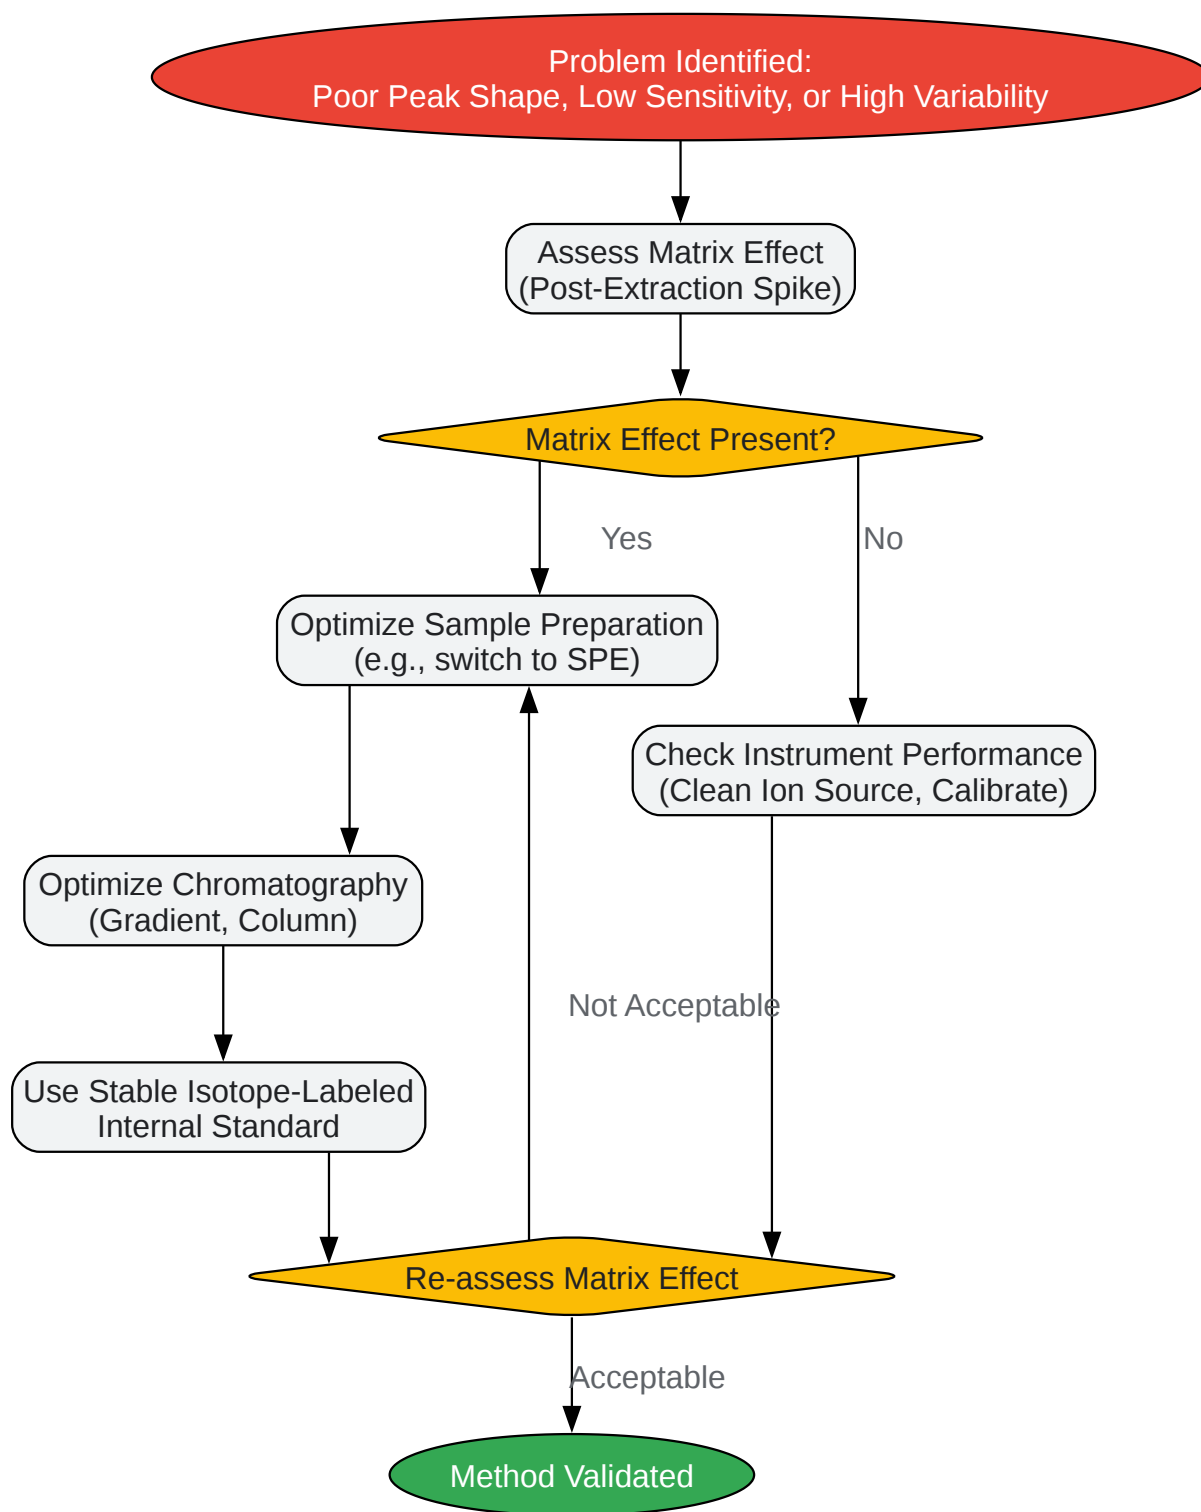 Problem Identified:
Poor Peak Shape, Low Sensitivity, or High Variability
Assess Matrix Effect
(Post-Extraction Spike)
Matrix Effect Present?
Yes
No
Optimize Sample Preparation
(e.g., switch to SPE)
Check Instrument Performance
(Clean Ion Source, Calibrate)
Optimize Chromatography
(Gradient, Column)
Not Acceptable
Use Stable Isotope-Labeled
Internal Standard
Re-assess Matrix Effect
Acceptable
Method Validated